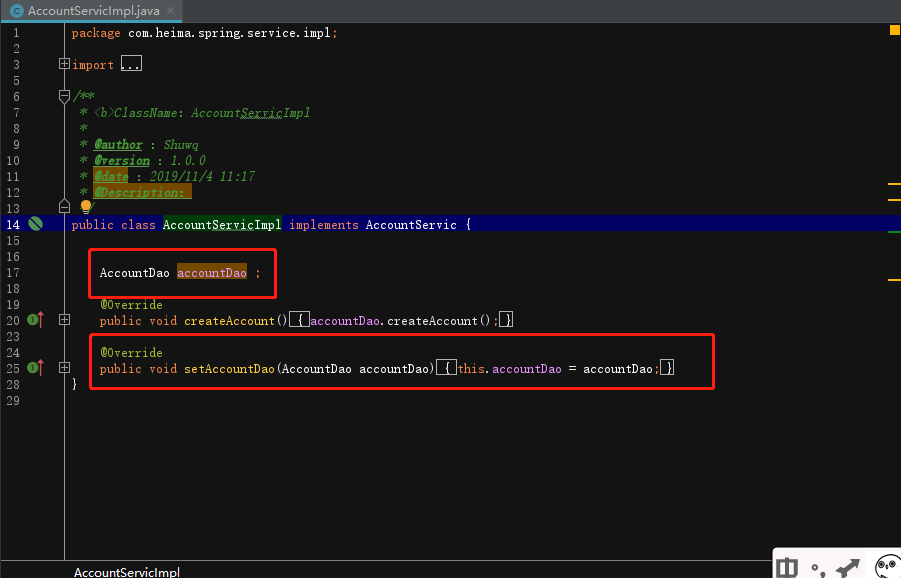 AccountServicImpl.java
1 package com.heima.spring.service.impl;
2
3 import ...
5
6 /**
7 * <b>ClassName: AccountServicImpl
8 *
9 * @author : Shuwq
10 * @version : 1.0.0
11 * @date : 2019/11/4 11:17
12 * @Description:
13 */
14 public class AccountServicImpl implements AccountServic {
15
16
17 AccountDao accountDao ;
18
19 @Override
20 public void createAccount() { accountDao.createAccount(); }
23
24 @Override
25 public void setAccountDao(AccountDao accountDao) { this.accountDao = accountDao; }
28 }
29
AccountServicImpl
中